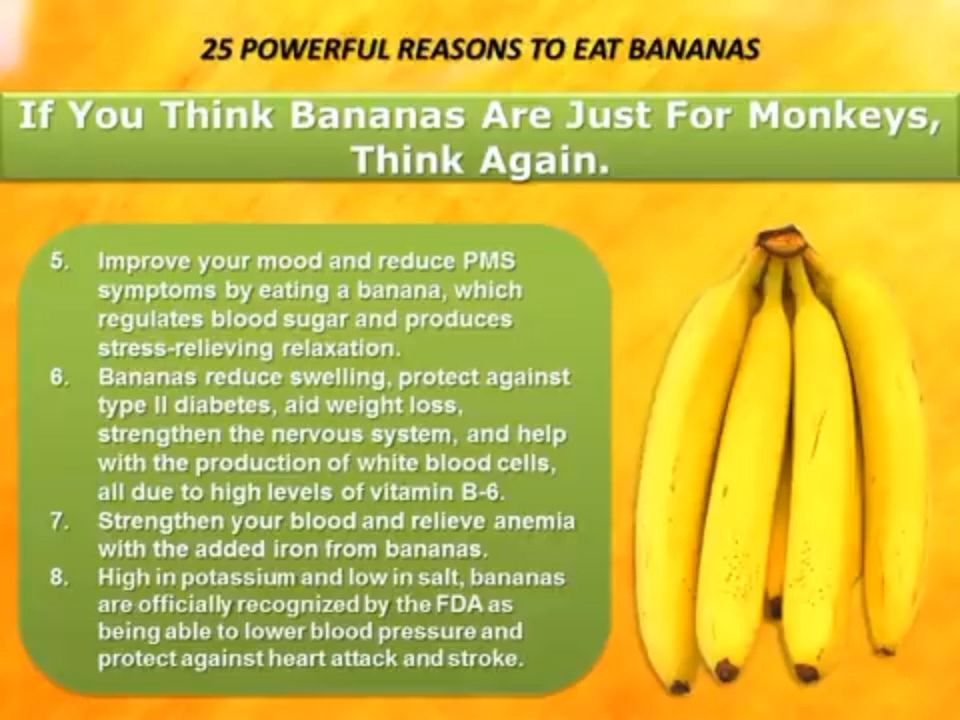 25 POWERFUL REASONS TO EAT BANANAS
If You Think Bananas Are Just For Monkeys,
Think Again.
5. Improve your mood and reduce PMS
symptoms by eating a banana, which
regulates blood sugar and produces
stress-relieving relaxation.
6. Bananas reduce swelling, protect against
type II diabetes, aid weight loss,
strengthen the nervous system, and help
with the production of white blood cells,
all due to high levels of vitamin B-6.
7. Strengthen your blood and relieve anemia
with the added iron from bananas.
8. High in potassium and low in salt, bananas
are officially recognized by the FDA as
being able to lower blood pressure and
protect against heart attack and stroke.